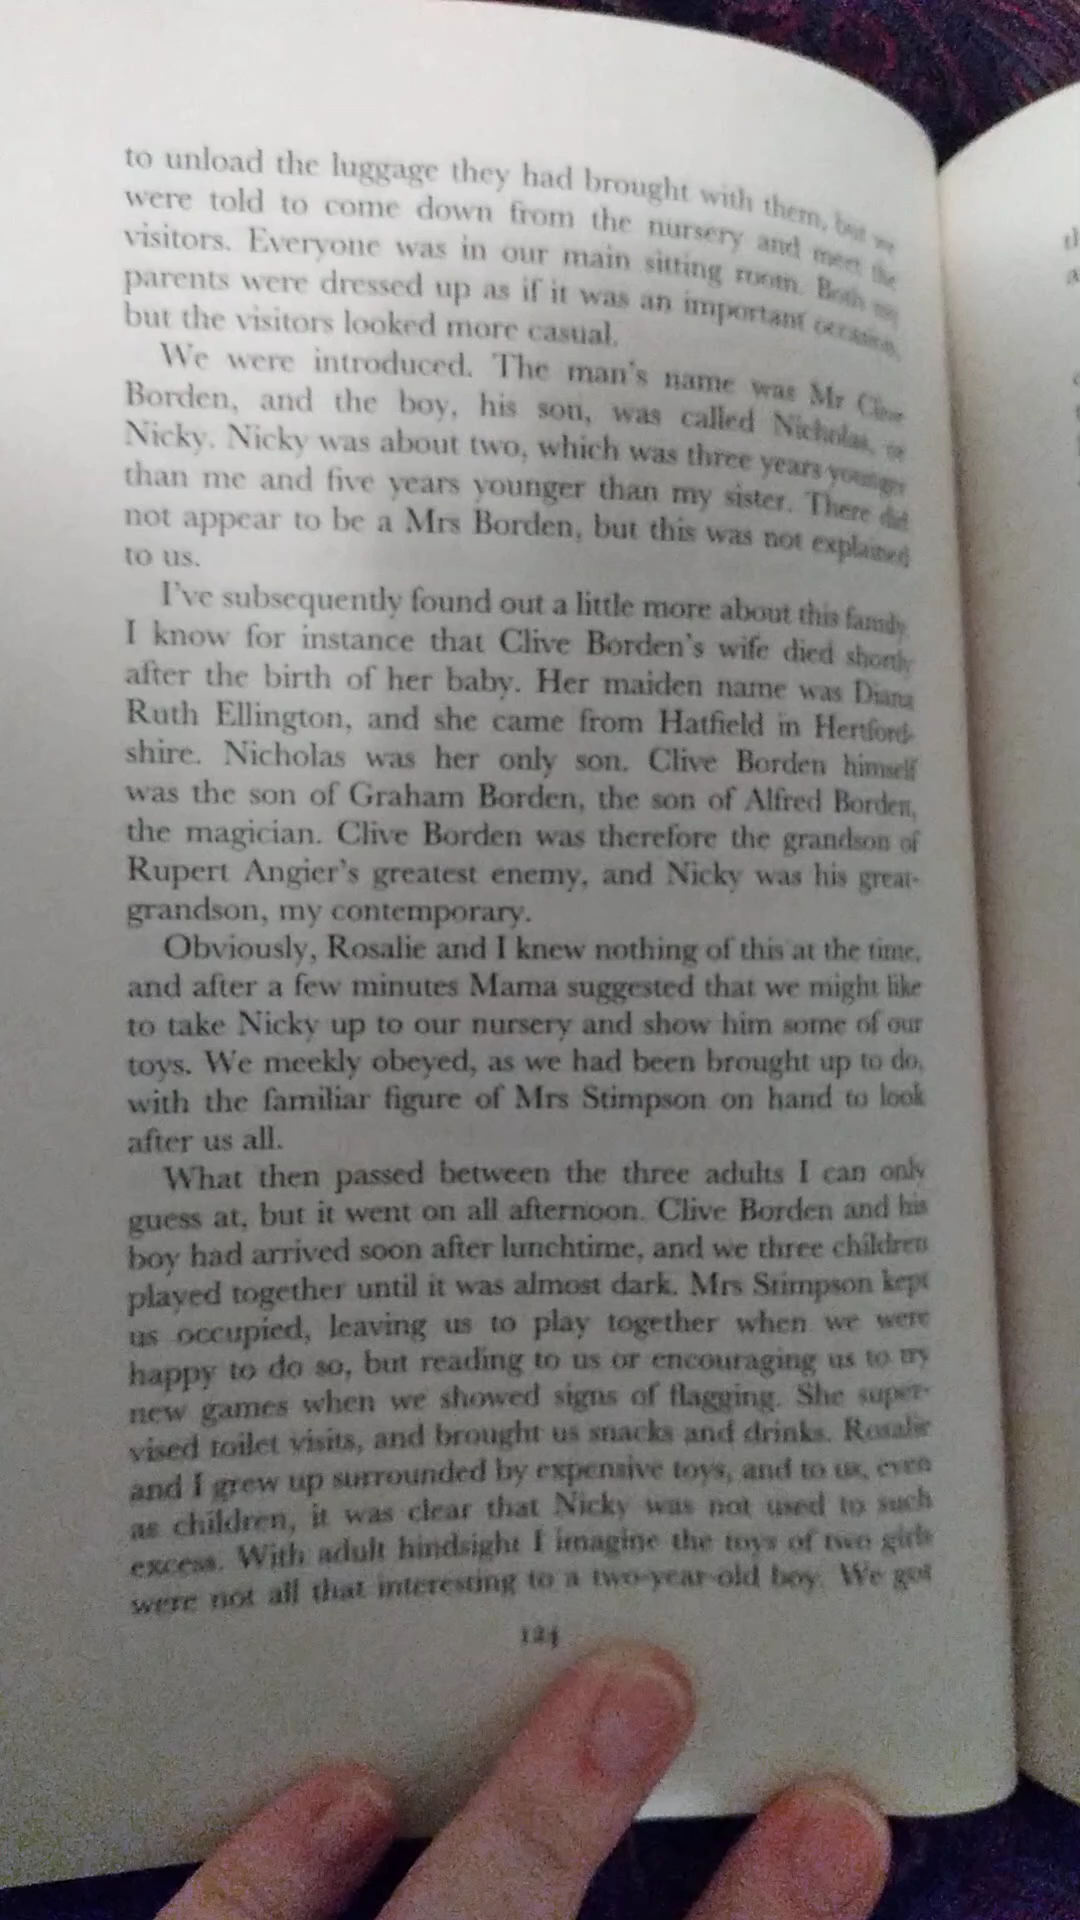 to unload the luggage they had brought with them, but we
were told to come down from the nursery and meet the
visitors. Everyone was in our main sitting room. Both my
parents were dressed up as if it was an important occasion,
but the visitors looked more casual.
We were introduced. The man's name was Mr Clive
Borden, and the boy, his son, was called Nicholas, or
Nicky. Nicky was about two, which was three years younger
than me and five years younger than my sister. There did
not appear to be a Mrs Borden, but this was not explained
to us.
I've subsequently found out a little more about this family.
I know for instance that Clive Borden's wife died shortly
after the birth of her baby. Her maiden name was Diana
Ruth Ellington, and she came from Hatfield in Hertford-
shire. Nicholas was her only son. Clive Borden himself
was the son of Graham Borden, the son of Alfred Borden,
the magician. Clive Borden was therefore the grandson of
Rupert Angier's greatest enemy, and Nicky was his great-
grandson, my contemporary.
Obviously, Rosalie and I knew nothing of this at the time,
and after a few minutes Mama suggested that we might like
to take Nicky up to our nursery and show him some of our
toys. We meekly obeyed, as we had been brought up to do,
with the familiar figure of Mrs Stimpson on hand to look
after us all.
What then passed between the three adults I can only
guess at, but it went on all afternoon. Clive Borden and his
boy had arrived soon after lunchtime, and we three children
played together until it was almost dark. Mrs Stimpson kept
us occupied, leaving us to play together when we were
happy to do so, but reading to us or encouraging us to try
new games when we showed signs of flagging. She super-
vised toilet visits, and brought us snacks and drinks. Rosalie
and I grew up surrounded by expensive toys, and to us, even
as children, it was clear that Nicky was not used to such
excess. With adult hindsight I imagine the toys of two girls
were not all that interesting to a two-year-old boy. We got
124